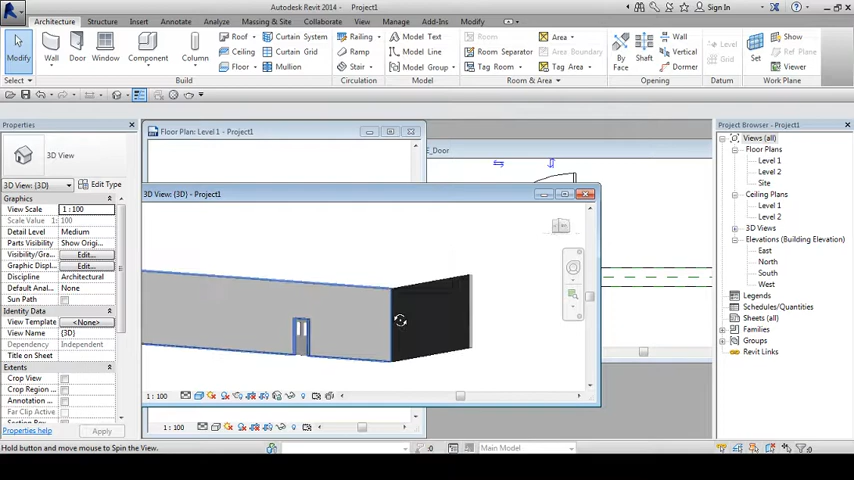 Autodesk Revit 2014 - Project1
Sign In
Architecture Structure Insert Annotate Analyze Massing & Site Collaborate View Manage Add-Ins Modify
Modify Wall Door Window Component Column
Roof Ceiling Floor
Curtain System Curtain Grid Mullion
Railing Ramp Stair
Model Text Model Line Model Group
Room Room Separator Tag Room
Area Area Boundary Tag Area
By Face Shaft Wall Vertical Dormer
Level Grid
Set Show Ref Plane Viewer
Select Build Circulation Model Room & Area Opening Datum Work Plane
Properties
3D View
3D View: {3D} Edit Type
Graphics
View Scale 1 : 100
Scale Value 1: 100
Detail Level Medium
Parts Visibility Show Origi...
Visibility/Gra... Edit...
Graphic Displ... Edit...
Discipline Architectural
Default Anal... None
Sun Path
Identity Data
View Template <None>
View Name {3D}
Dependency Independent
Title on Sheet
Extents
Crop View
Crop Region ...
Annotation ...
Far Clip Active
Properties help Apply
Floor Plan: Level 1 - Project1
E_Door
3D View: {3D} - Project1
1 : 100
1 : 100
Project Browser - Project1
Views (all)
Floor Plans
Level 1
Level 2
Site
Ceiling Plans
Level 1
Level 2
3D Views
Elevations (Building Elevation)
East
North
South
West
Legends
Schedules/Quantities
Sheets (all)
Families
Groups
Revit Links
Hold button and move mouse to Spin the View.
:0
Main Model
:0